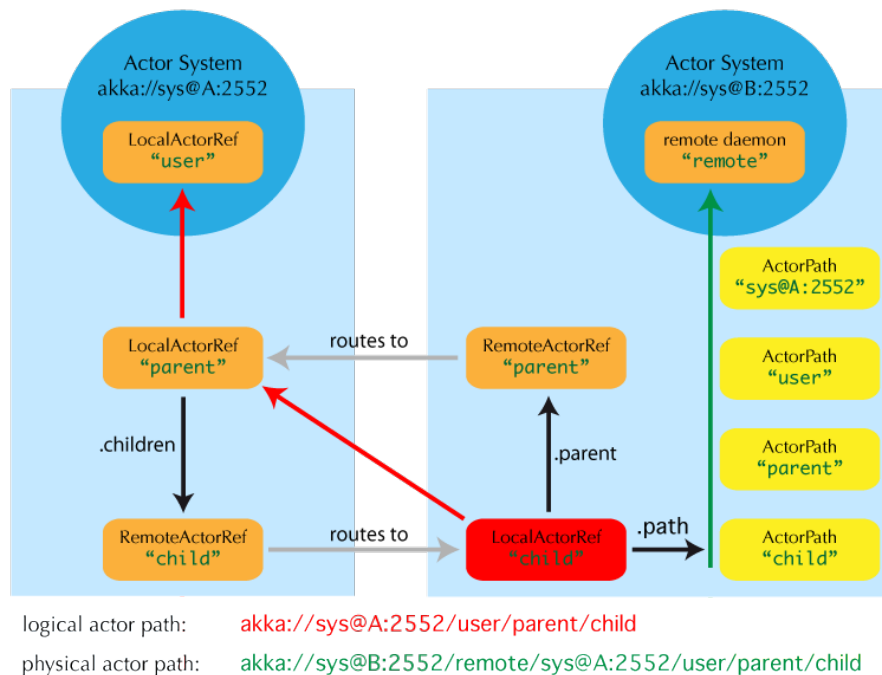 Actor System
akka://sys@A:2552
LocalActorRef
“user”
Actor System
akka://sys@B:2552
remote daemon
“remote”
ActorPath
“sys@A:2552”
LocalActorRef
“parent”
routes to
RemoteActorRef
“parent”
ActorPath
“user”
.children
.parent
ActorPath
“parent”
RemoteActorRef
“child”
routes to
LocalActorRef
“child”
.path
ActorPath
“child”
logical actor path: akka://sys@A:2552/user/parent/child
physical actor path: akka://sys@B:2552/remote/sys@A:2552/user/parent/child